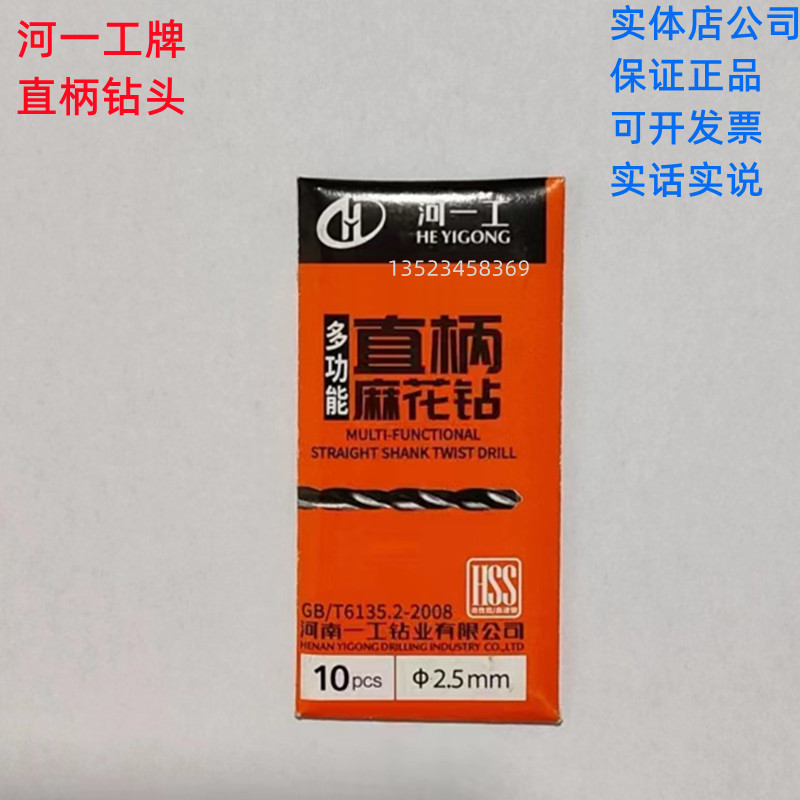 河一工牌
直柄钻头
实体店公司
保证正品
可开发票
实话实说
河一工
HE YIGONG
13523458369
多功能
直柄
麻花钻
MULTI-FUNCTIONAL
STRAIGHT SHANK TWIST DRILL
HSS
GB/T6135.2-2008
河南一工钻业有限公司
HENAN YIGONG DRILLING INDUSTRY CO.,LTD
10pcs
Φ2.5mm